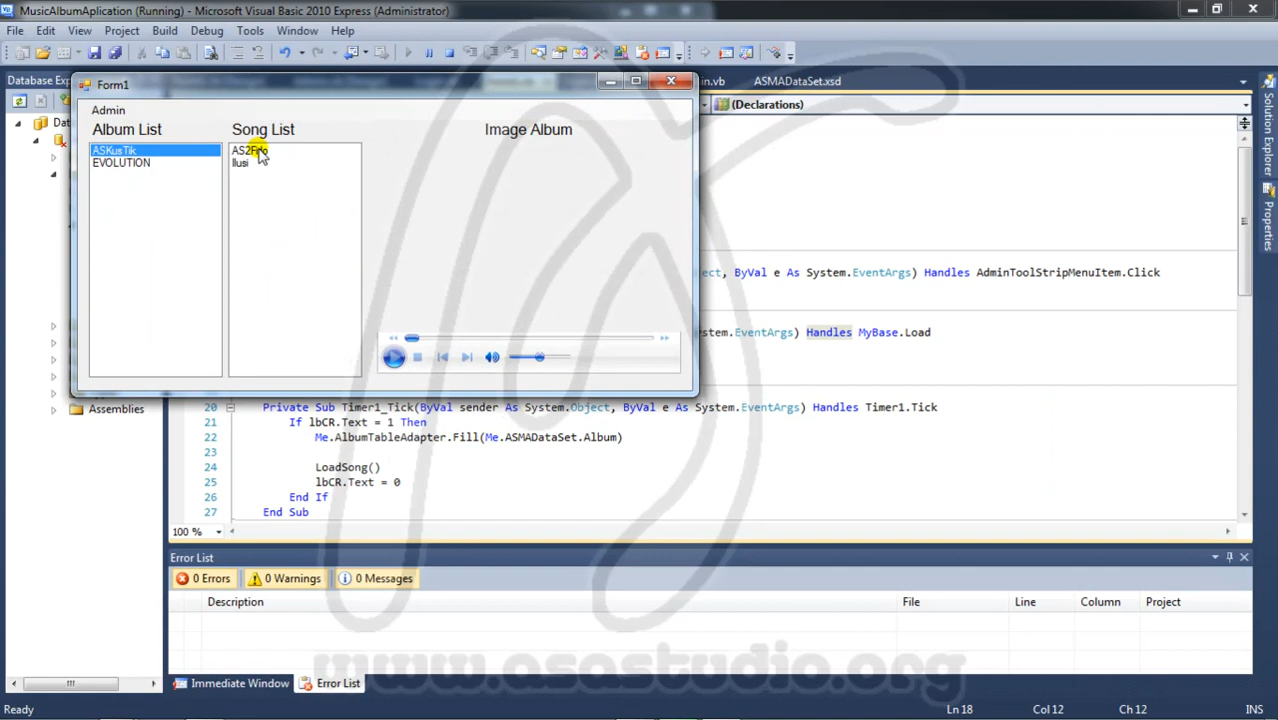 MusicAlbumAplication (Running) - Microsoft Visual Basic 2010 Express (Administrator)
File Edit View Project Build Debug Tools Window Help
Database Ex
in.vb ASMADataSet.xsd
Form1
Admin
Album List Song List Image Album
ASKusTik
EVOLUTION
Ilusi
(Declarations)
ect, ByVal e As System.EventArgs) Handles AdminToolStripMenuItem.Click
stem.EventArgs) Handles MyBase.Load
Assemblies
20 Private Sub Timer1_Tick(ByVal sender As System.Object, ByVal e As System.EventArgs) Handles Timer1.Tick
21 If lbCR.Text = 1 Then
22 Me.AlbumTableAdapter.Fill(Me.ASMADataSet.Album)
23
24 LoadSong()
25 lbCR.Text = 0
26 End If
27 End Sub
100 %
Error List
0 Errors 0 Warnings 0 Messages
Description File Line Column Project
Immediate Window Error List
Solution Explorer
Properties
www.asastudio.org
Ready Ln 18 Col 12 Ch 12 INS